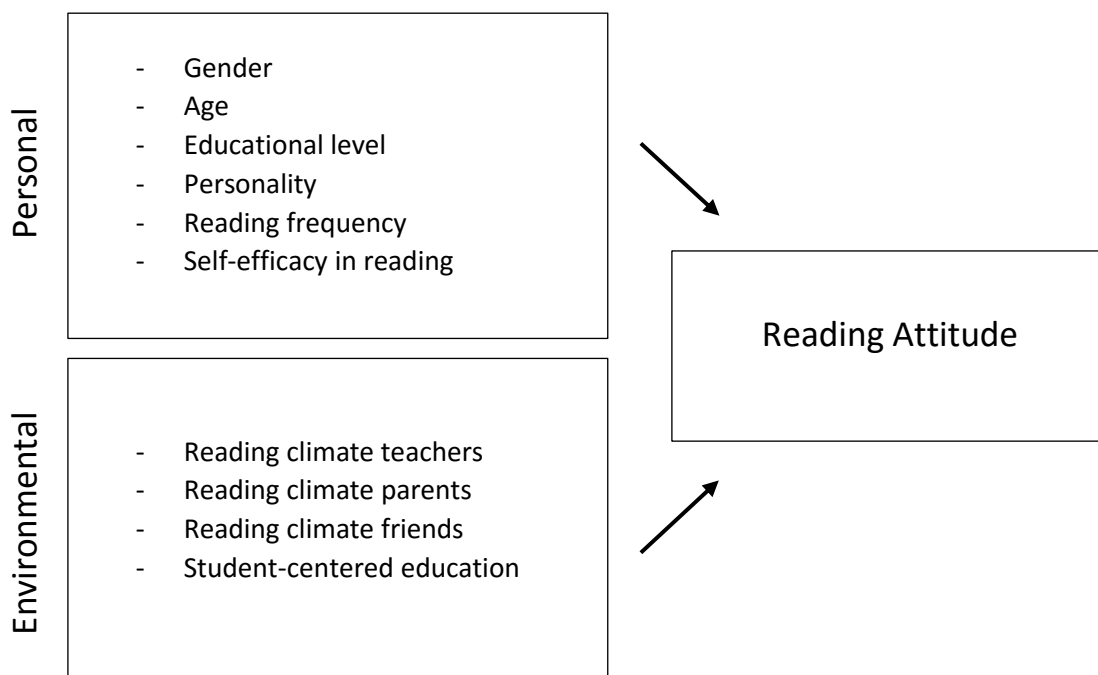 Personal
- Gender
- Age
- Educational level
- Personality
- Reading frequency
- Self-efficacy in reading
Environmental
- Reading climate teachers
- Reading climate parents
- Reading climate friends
- Student-centered education
Reading Attitude